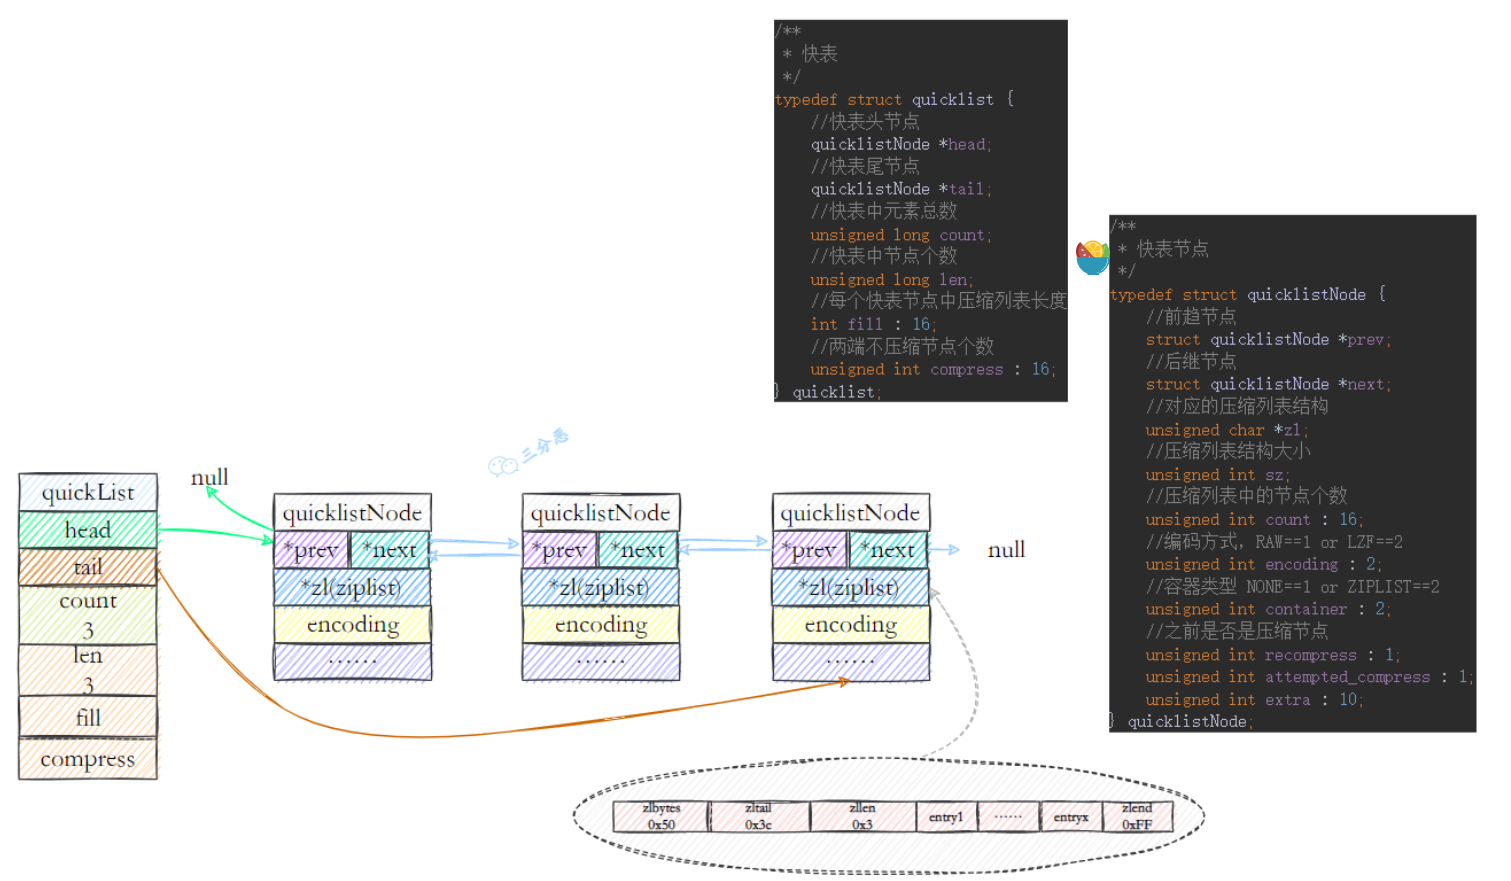 /**
 * 快表
 */
typedef struct quicklist {
    //快表头节点
    quicklistNode *head;
    //快表尾节点
    quicklistNode *tail;
    //快表中元素总数
    unsigned long count;
    //快表中节点个数
    unsigned long len;
    //每个快表节点中压缩列表长度
    int fill : 16;
    //两端不压缩节点个数
    unsigned int compress : 16;
} quicklist;
/**
 * 快表节点
 */
typedef struct quicklistNode {
    //前趋节点
    struct quicklistNode *prev;
    //后继节点
    struct quicklistNode *next;
    //对应的压缩列表结构
    unsigned char *zl;
    //压缩列表结构大小
    unsigned int sz;
    //压缩列表中的节点个数
    unsigned int count : 16;
    //编码方式, RAW==1 or LZF==2
    unsigned int encoding : 2;
    //容器类型 NONE==1 or ZIPLIST==2
    unsigned int container : 2;
    //之前是否是压缩节点
    unsigned int recompress : 1;
    unsigned int attempted_compress : 1;
    unsigned int extra : 10;
} quicklistNode;
三分恶
quickList
head
tail
count
3
len
3
fill
compress
null
quicklistNode
*prev *next
*zl(ziplist)
encoding
······
quicklistNode
*prev *next
*zl(ziplist)
encoding
······
quicklistNode
*prev *next
*zl(ziplist)
encoding
······
null
zlbytes
0x50
zltail
0x3c
zllen
0x3
entry1
······
entryx
zlend
0xFF